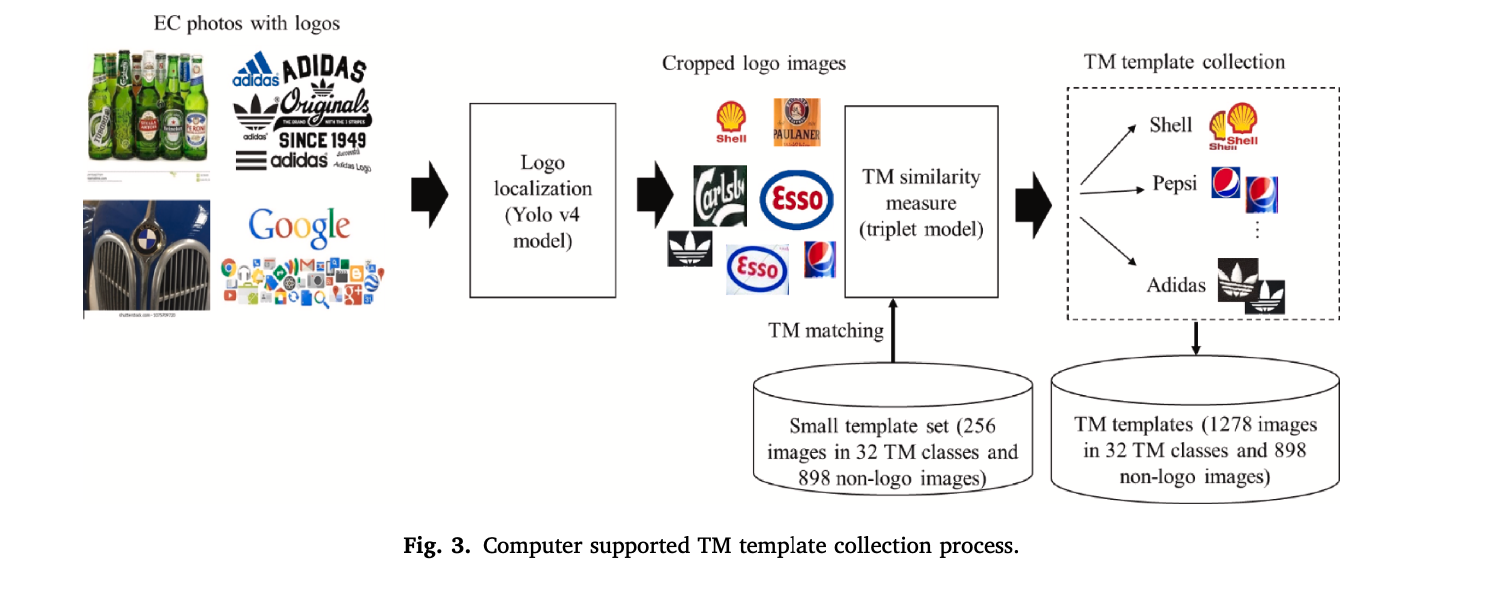 EC photos with logos
adidas
ADIDAS
Originals
adidas
SINCE 1949
adidas
Adidas Logo
Google
Logo
localization
(Yolo v4
model)
Cropped logo images
Shell
PAULANER
Carlsb
Esso
Esso
TM similarity
measure
(triplet model)
TM matching
Small template set (256
images in 32 TM classes and
898 non-logo images)
TM template collection
Shell
Shell
Shell
Pepsi
Adidas
TM templates (1278 images
in 32 TM classes and 898
non-logo images)
Fig. 3. Computer supported TM template collection process.